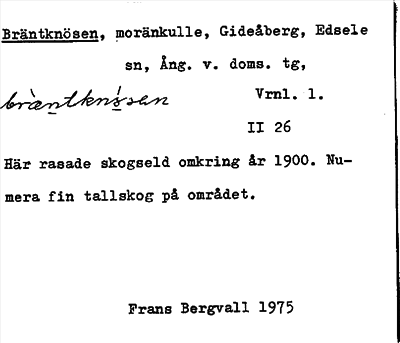 Bräntknösen, moränkulle, Gideåberg, Edsele
sn, Ång. v. doms. tg,
Vrnl. 1.
II 26
Här rasade skogseld omkring år 1900. Nu-
mera fin tallskog på området.
Frans Bergvall 1975